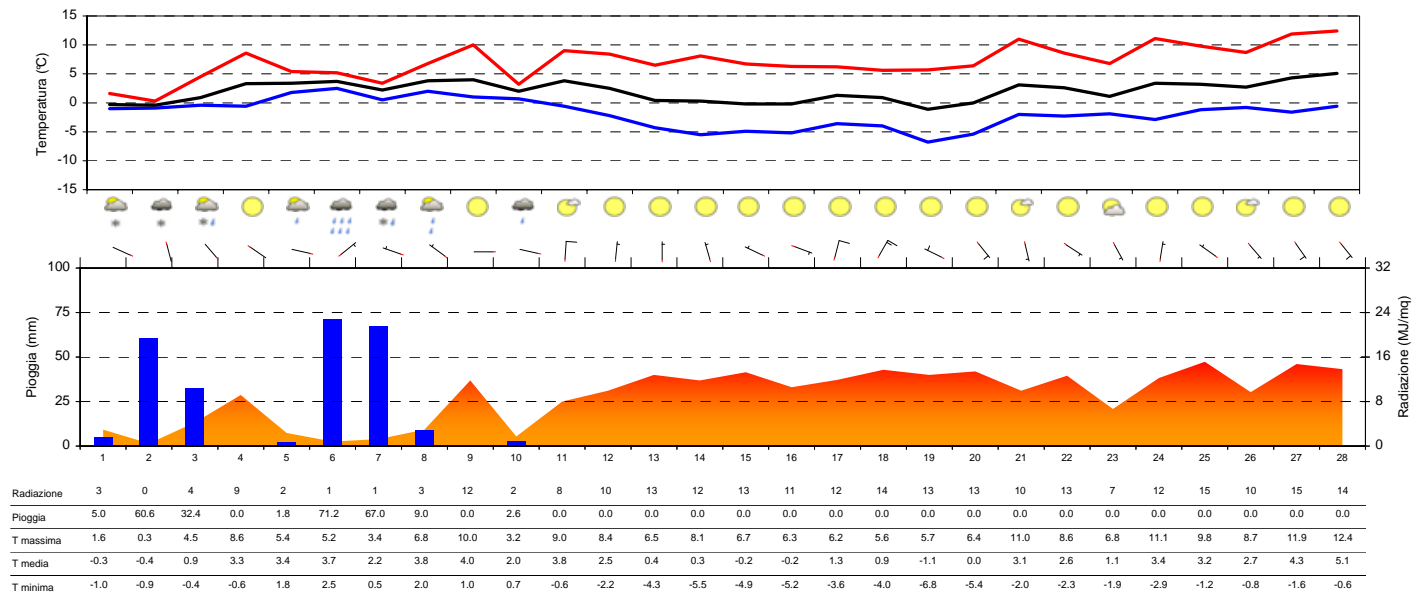 15
10
5
0
-5
-10
-15
Temperatura (°C)
100
75
50
25
0
Pioggia (mm)
32
24
16
8
0
Radiazione (MJ/mq)
1 2 3 4 5 6 7 8 9 10 11 12 13 14 15 16 17 18 19 20 21 22 23 24 25 26 27 28
Radiazione 3 0 4 9 2 1 1 3 12 2 8 10 13 12 13 11 12 14 13 13 10 13 7 12 15 10 15 14
Pioggia 5.0 60.6 32.4 0.0 1.8 71.2 67.0 9.0 0.0 2.6 0.0 0.0 0.0 0.0 0.0 0.0 0.0 0.0 0.0 0.0 0.0 0.0 0.0 0.0 0.0 0.0 0.0 0.0
T massima 1.6 0.3 4.5 8.6 5.4 5.2 3.4 6.8 10.0 3.2 9.0 8.4 6.5 8.1 6.7 6.3 6.2 5.6 5.7 6.4 11.0 8.6 6.8 11.1 9.8 8.7 11.9 12.4
T media -0.3 -0.4 0.9 3.3 3.4 3.7 2.2 3.8 4.0 2.0 3.8 2.5 0.4 0.3 -0.2 -0.2 1.3 0.9 -1.1 0.0 3.1 2.6 1.1 3.4 3.2 2.7 4.3 5.1
T minima -1.0 -0.9 -0.4 -0.6 1.8 2.5 0.5 2.0 1.0 0.7 -0.6 -2.2 -4.3 -5.5 -4.9 -5.2 -3.6 -4.0 -6.8 -5.4 -2.0 -2.3 -1.9 -2.9 -1.2 -0.8 -1.6 -0.6